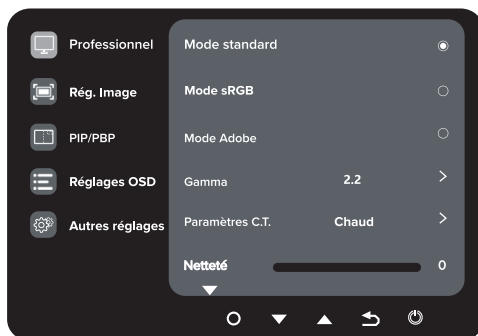 Professionnel
Rég. Image
PIP/PBP
Réglages OSD
Autres réglages
Mode standard
Mode sRGB
Mode Adobe
Gamma 2.2
Paramètres C.T. Chaud
Netteté 0